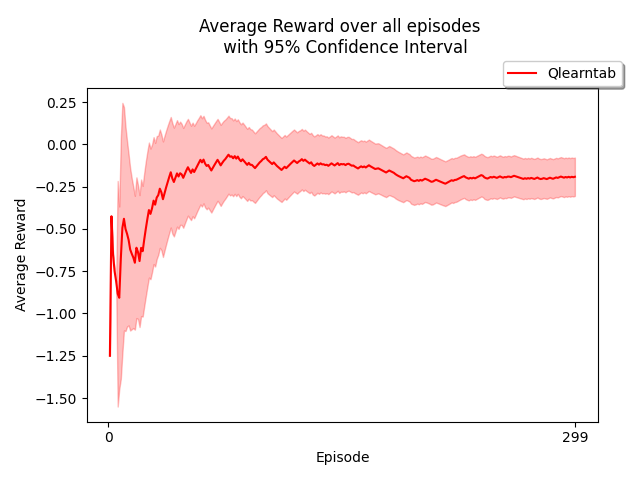 Average Reward over all episodes
with 95% Confidence Interval
Qlearntab
0.25
0.00
−0.25
−0.50
−0.75
−1.00
−1.25
−1.50
Average Reward
0
299
Episode